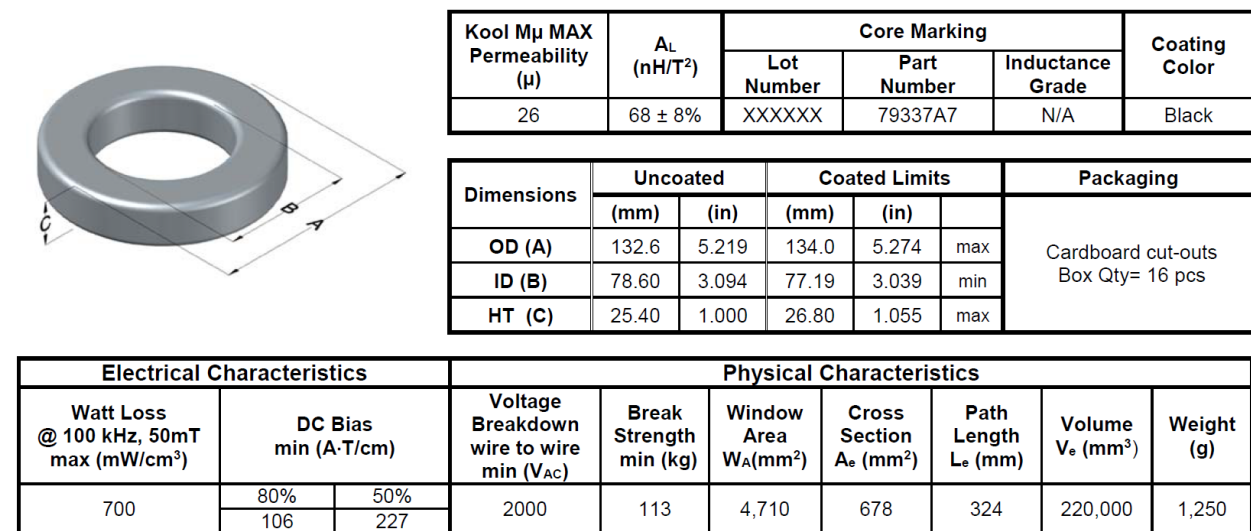 Kool Mµ MAX Permeability (µ)
AL (nH/T²)
Core Marking
Coating Color
Lot Number
Part Number
Inductance Grade
26
68 ± 8%
XXXXXX
79337A7
N/A
Black
Dimensions
Uncoated
Coated Limits
Packaging
(mm) (in) (mm) (in)
OD (A) 132.6 5.219 134.0 5.274 max
ID (B) 78.60 3.094 77.19 3.039 min
HT (C) 25.40 1.000 26.80 1.055 max
Cardboard cut-outs
Box Qty= 16 pcs
A
B
C
Electrical Characteristics
Physical Characteristics
Watt Loss
@ 100 kHz, 50mT
max (mW/cm³)
DC Bias
min (A·T/cm)
Voltage
Breakdown
wire to wire
min (VAC)
Break
Strength
min (kg)
Window
Area
WA(mm²)
Cross
Section
Ae (mm²)
Path
Length
Le (mm)
Volume
Ve (mm³)
Weight
(g)
700
80% 50%
106 227
2000
113
4,710
678
324
220,000
1,250